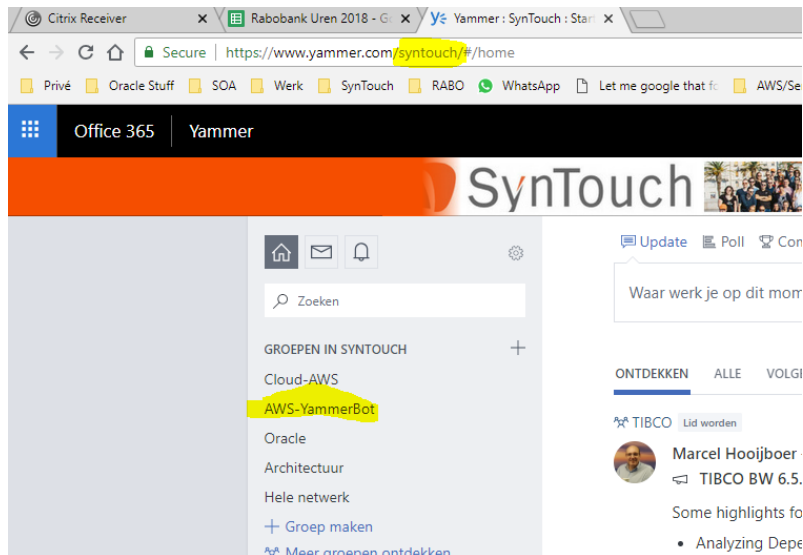 Citrix Receiver
Rabobank Uren 2018 - G
Yammer : SynTouch : Start
Secure https://www.yammer.com/syntouch/#/home
Privé Oracle Stuff SOA Werk SynTouch RABO WhatsApp Let me google that fo AWS/Se
Office 365 Yammer
SynTouch
Update Poll Con
Zoeken
Waar werk je op dit mom
GROEPEN IN SYNTOUCH
Cloud-AWS
AWS-YammerBot
Oracle
Architectuur
Hele netwerk
Groep maken
Meer groepen ontdekken
ONTDEKKEN ALLE VOLGE
TIBCO Lid worden
Marcel Hooijboer
TIBCO BW 6.5.
Some highlights fo
• Analyzing Depe